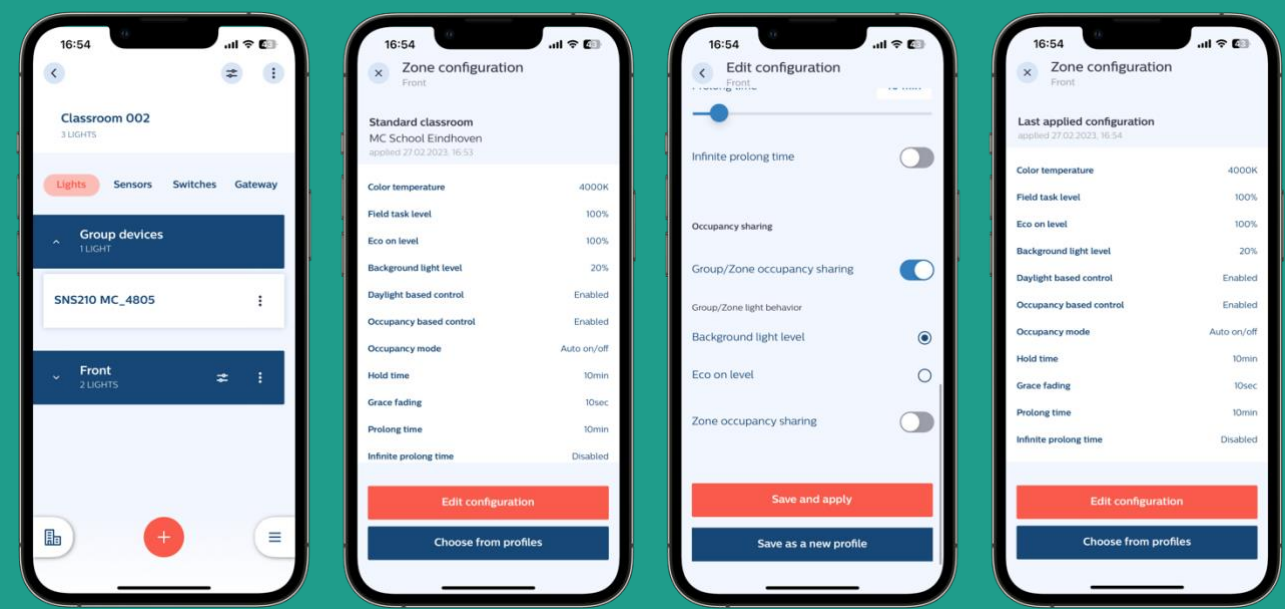 16:54
Classroom 002
3 LIGHTS
Lights Sensors Switches Gateway
Group devices
1 LIGHT
SNS210 MC_4805
Front
2 LIGHTS
16:54
Zone configuration
Front
Standard classroom
MC School Eindhoven
applied 27.02.2023, 16:53
Color temperature 4000K
Field task level 100%
Eco on level 100%
Background light level 20%
Daylight based control Enabled
Occupancy based control Enabled
Occupancy mode Auto on/off
Hold time 10min
Grace fading 10sec
Prolong time 10min
Infinite prolong time Disabled
Edit configuration
Choose from profiles
16:54
Edit configuration
Front
Prolong time
Infinite prolong time
Occupancy sharing
Group/Zone occupancy sharing
Group/Zone light behavior
Background light level
Eco on level
Zone occupancy sharing
Save and apply
Save as a new profile
16:54
Zone configuration
Front
Last applied configuration
applied 27.02.2023, 16:54
Color temperature 4000K
Field task level 100%
Eco on level 100%
Background light level 20%
Daylight based control Enabled
Occupancy based control Enabled
Occupancy mode Auto on/off
Hold time 10min
Grace fading 10sec
Prolong time 10min
Infinite prolong time Disabled
Edit configuration
Choose from profiles